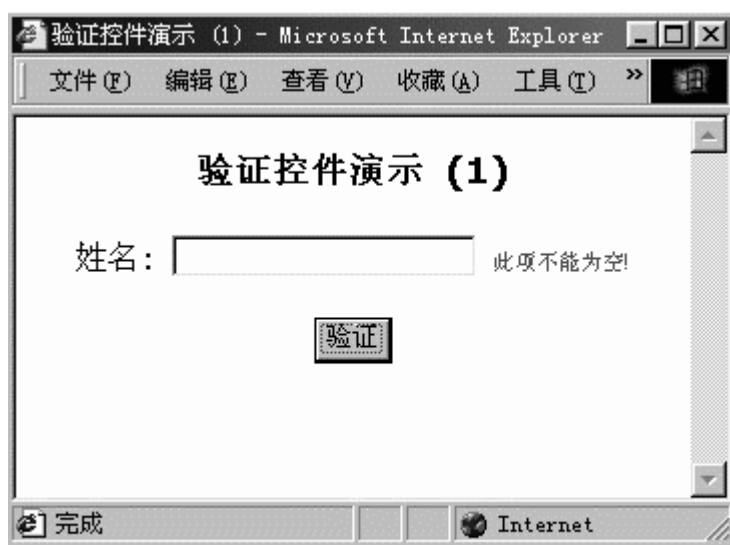 验证控件演示 (1) - Microsoft Internet Explorer
文件(F) 编辑(E) 查看(V) 收藏(A) 工具(T) »
验证控件演示 (1)
姓名: 此项不能为空!
验证
完成 Internet